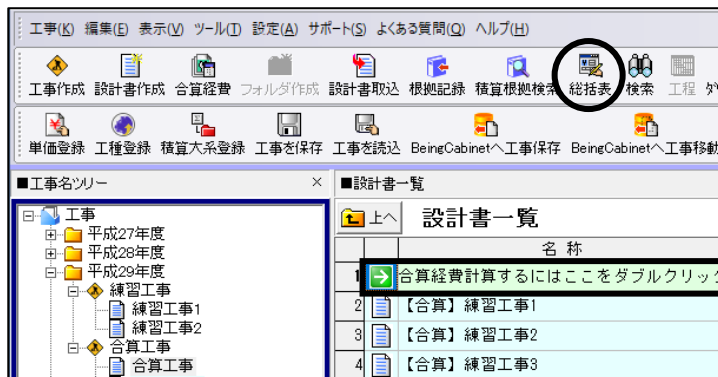 工事(K) 編集(E) 表示(V) ツール(T) 設定(A) サポート(S) よくある質問(Q) ヘルプ(H)
工事作成 設計書作成 合算経費 フォルダ作成 設計書取込 根拠記録 積算根拠検索 総括表 検索 工程
単価登録 工種登録 積算大系登録 工事を保存 工事を読込 BeingCabinetへ工事保存 BeingCabinetへ工事移動
■工事名ツリー ×
工事
平成27年度
平成28年度
平成29年度
練習工事
練習工事1
練習工事2
合算工事
合算工事
■設計書一覧
上へ 設計書一覧
名 称
1 合算経費計算するにはここをダブルクリック
2 【合算】練習工事1
3 【合算】練習工事2
4 【合算】練習工事3